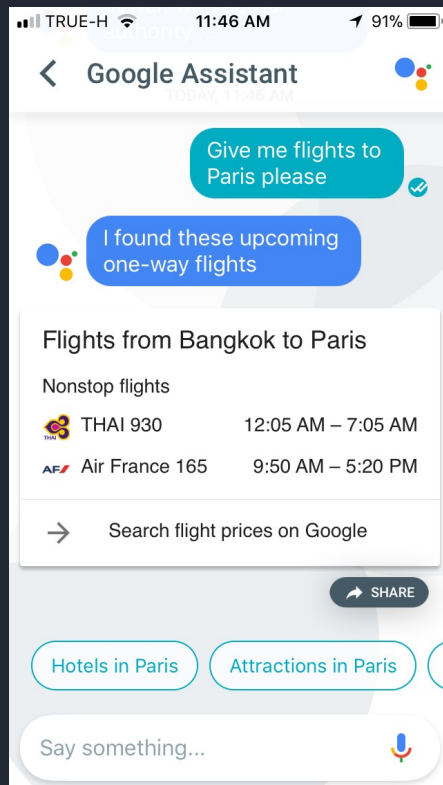 TRUE-H 11:46 AM 91%
authority
Google Assistant
TODAY, 11:46 AM
Give me flights to
Paris please
I found these upcoming
one-way flights
Flights from Bangkok to Paris
Nonstop flights
THAI THAI 930 12:05 AM – 7:05 AM
AF Air France 165 9:50 AM – 5:20 PM
Search flight prices on Google
SHARE
Hotels in Paris Attractions in Paris
Say something...